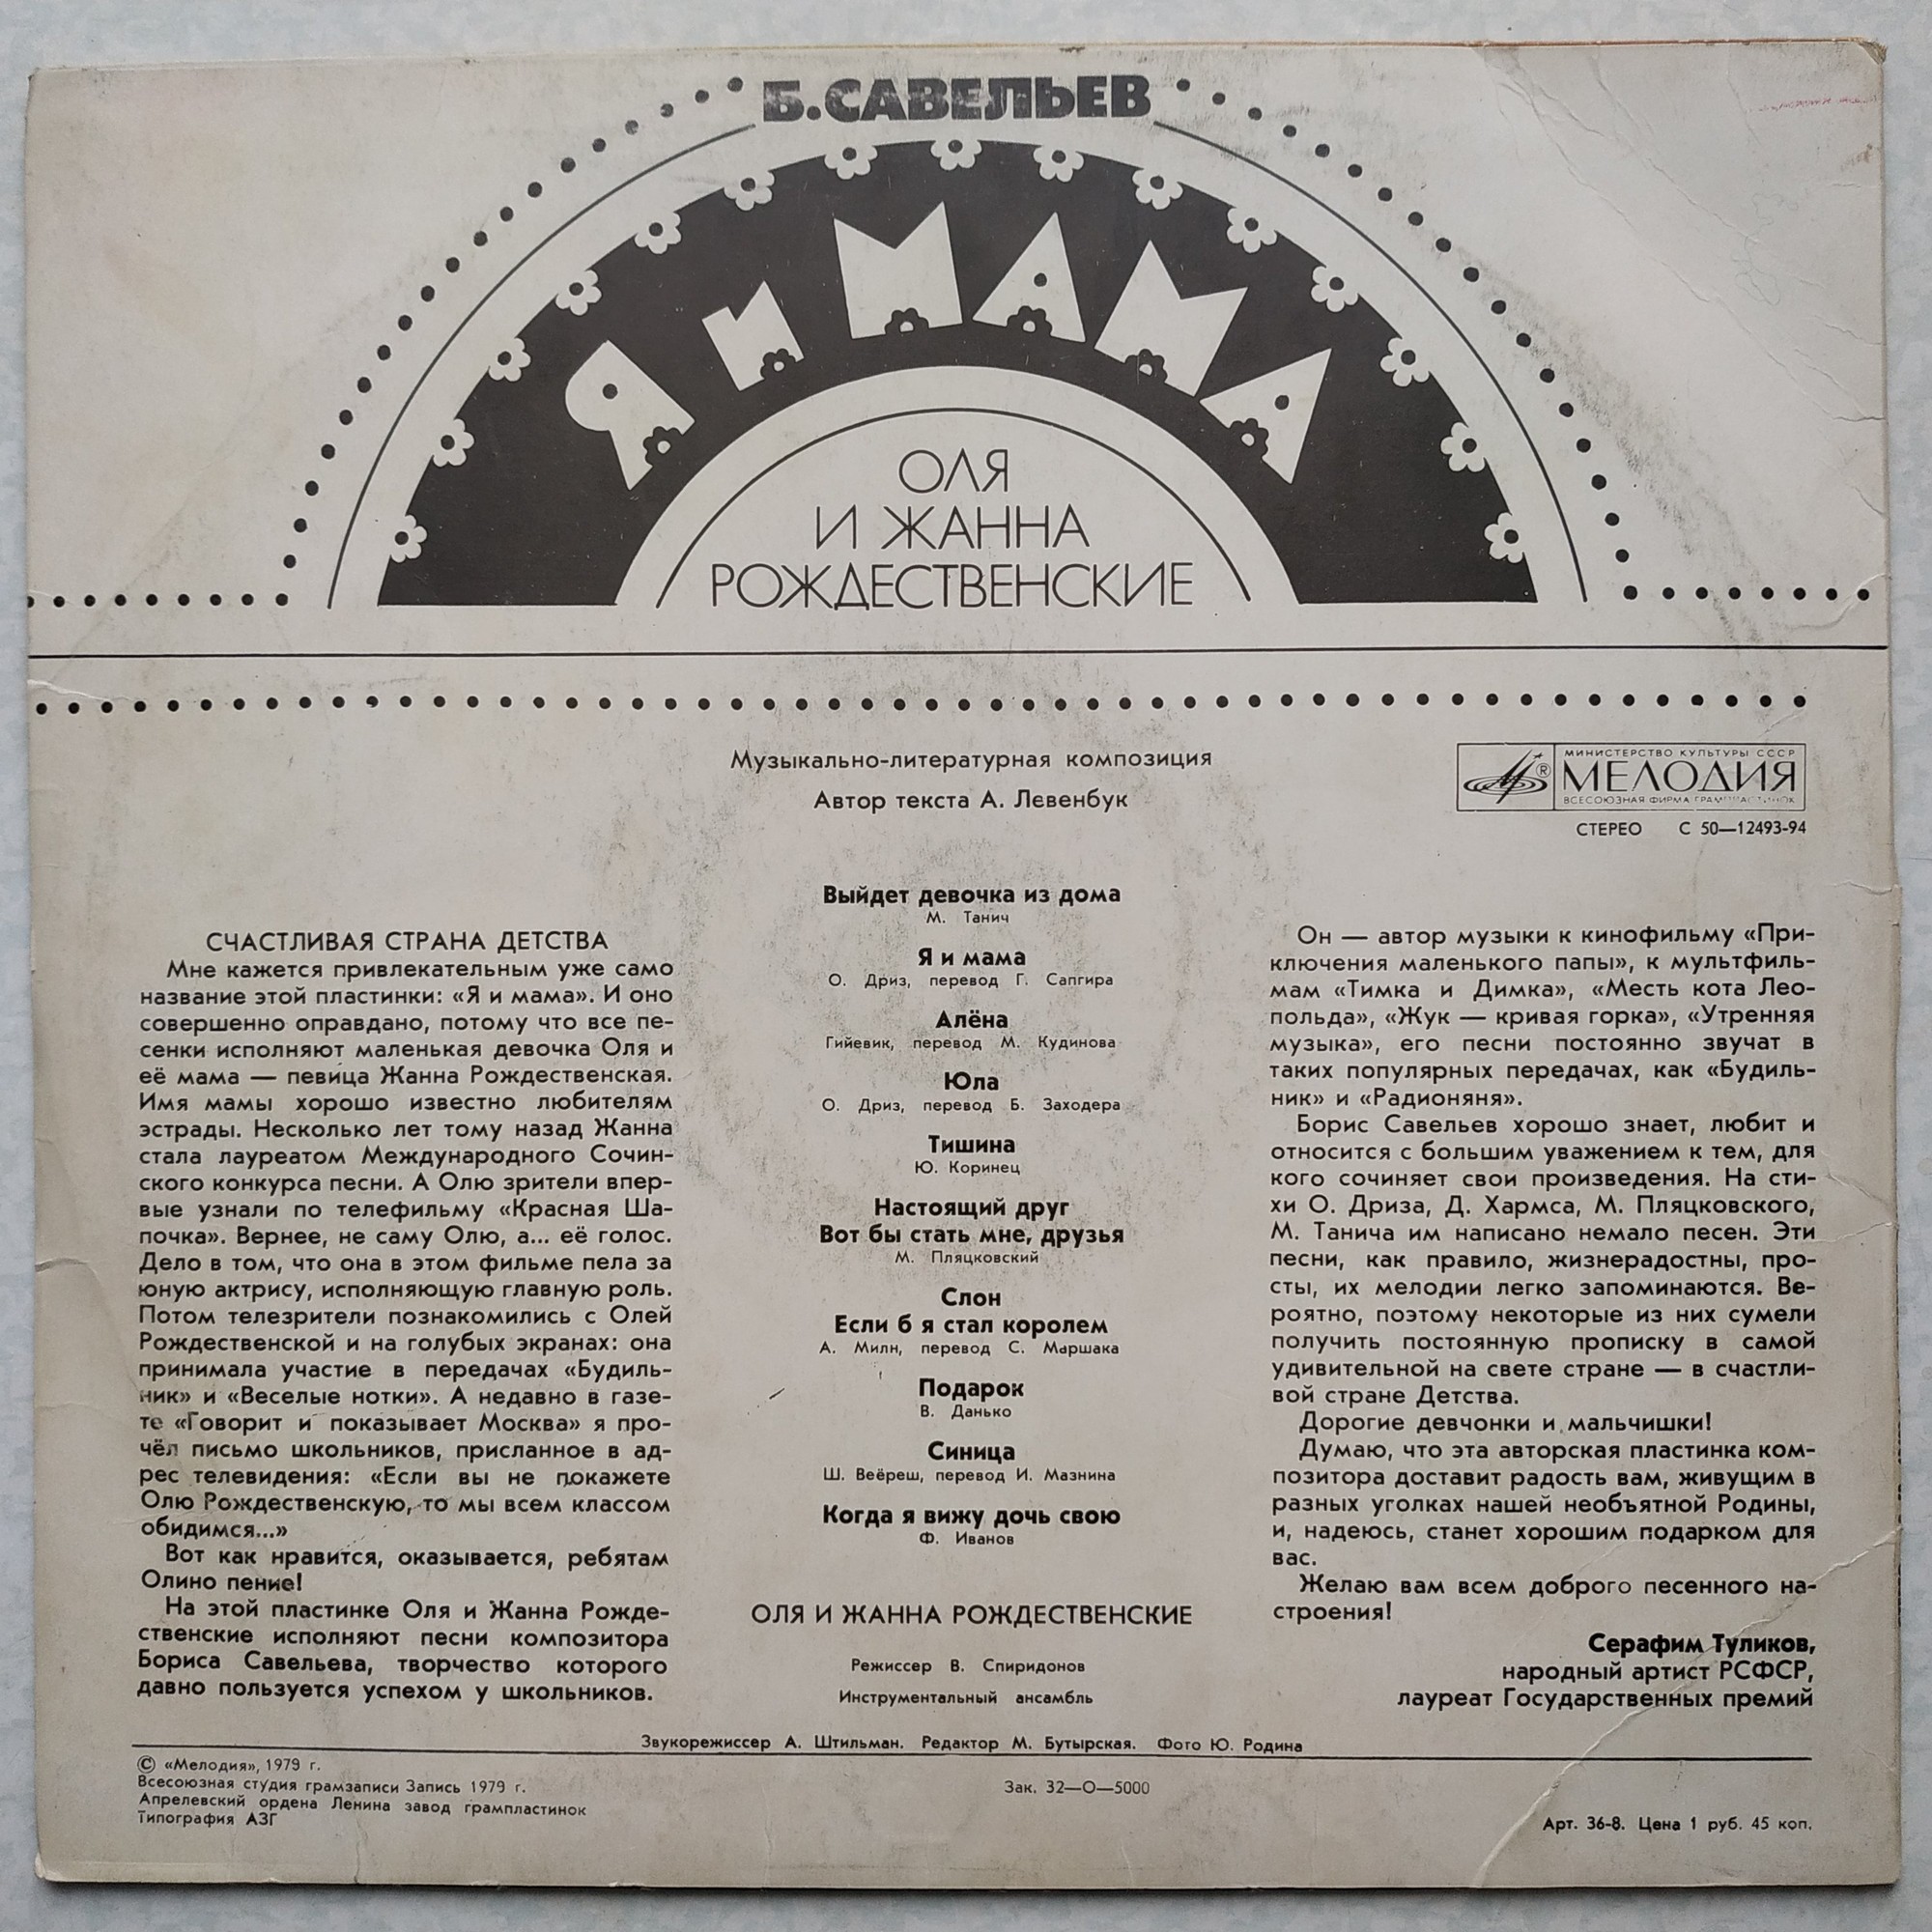 Б.САВЕЛЬЕВ
Я и МАМА
ОЛЯ
И ЖАННА
РОЖДЕСТВЕНСКИЕ
Музыкально-литературная композиция
Автор текста А. Левенбук
МИНИСТЕРСТВО КУЛЬТУРЫ СССР
МЕЛОДИЯ
®
ВСЕСОЮЗНАЯ ФИРМА ГРАМПЛАСТИНОК
СТЕРЕО С 50—12493-94
СЧАСТЛИВАЯ СТРАНА ДЕТСТВА
Мне кажется привлекательным уже само
название этой пластинки: «Я и мама». И оно
совершенно оправдано, потому что все пе-
сенки исполняют маленькая девочка Оля и
её мама — певица Жанна Рождественская.
Имя мамы хорошо известно любителям
эстрады. Несколько лет тому назад Жанна
стала лауреатом Международного Сочин-
ского конкурса песни. А Олю зрители впер-
вые узнали по телефильму «Красная Ша-
почка». Вернее, не саму Олю, а... её голос.
Дело в том, что она в этом фильме пела за
юную актрису, исполняющую главную роль.
Потом телезрители познакомились с Олей
Рождественской и на голубых экранах: она
принимала участие в передачах «Будиль-
ник» и «Веселые нотки». А недавно в газе-
те «Говорит и показывает Москва» я про-
чёл письмо школьников, присланное в ад-
рес телевидения: «Если вы не покажете
Олю Рождественскую, то мы всем классом
обидимся...»
Вот как нравится, оказывается, ребятам
Олино пение!
На этой пластинке Оля и Жанна Рожде-
ственские исполняют песни композитора
Бориса Савельева, творчество которого
давно пользуется успехом у школьников.
Выйдет девочка из дома
М. Танич
Я и мама
О. Дриз, перевод Г. Сапгира
Алёна
Гийевик, перевод М. Кудинова
Юла
О. Дриз, перевод Б. Заходера
Тишина
Ю. Коринец
Настоящий друг
Вот бы стать мне, друзья
М. Пляцковский
Слон
Если б я стал королем
А. Милн, перевод С. Маршака
Подарок
В. Данько
Синица
Ш. Веёреш, перевод И. Мазнина
Когда я вижу дочь свою
Ф. Иванов
ОЛЯ И ЖАННА РОЖДЕСТВЕНСКИЕ
Режиссер В. Спиридонов
Инструментальный ансамбль
Он — автор музыки к кинофильму «При-
ключения маленького папы», к мультфиль-
мам «Тимка и Димка», «Месть кота Лео-
польда», «Жук — кривая горка», «Утренняя
музыка», его песни постоянно звучат в
таких популярных передачах, как «Будиль-
ник» и «Радионяня».
Борис Савельев хорошо знает, любит и
относится с большим уважением к тем, для
кого сочиняет свои произведения. На сти-
хи О. Дриза, Д. Хармса, М. Пляцковского,
М. Танича им написано немало песен. Эти
песни, как правило, жизнерадостны, про-
сты, их мелодии легко запоминаются. Ве-
роятно, поэтому некоторые из них сумели
получить постоянную прописку в самой
удивительной на свете стране — в счастли-
вой стране Детства.
Дорогие девчонки и мальчишки!
Думаю, что эта авторская пластинка ком-
позитора доставит радость вам, живущим в
разных уголках нашей необъятной Родины,
и, надеюсь, станет хорошим подарком для
вас.
Желаю вам всем доброго песенного на-
строения!
Серафим Туликов,
народный артист РСФСР,
лауреат Государственных премий
Звукорежиссер А. Штильман. Редактор М. Бутырская. Фото Ю. Родина
© «Мелодия», 1979 г.
Всесоюзная студия грамзаписи Запись 1979 г.
Апрелевский ордена Ленина завод грампластинок
Типография АЗГ
Зак. 32—О—5000
Арт. 36-8. Цена 1 руб. 45 коп.